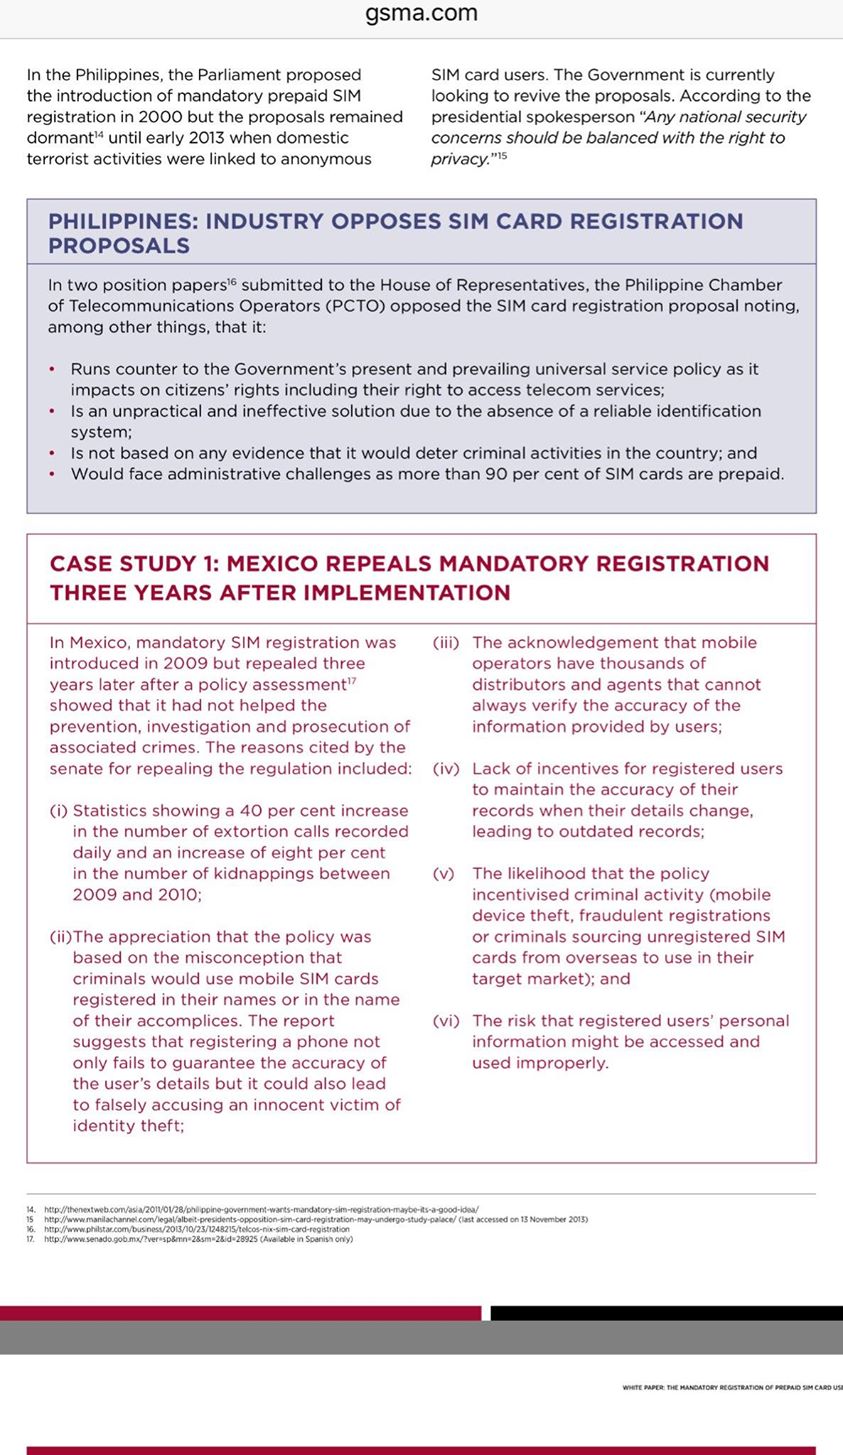 gsma.com
In the Philippines, the Parliament proposed
the introduction of mandatory prepaid SIM
registration in 2000 but the proposals remained
dormant14 until early 2013 when domestic
terrorist activities were linked to anonymous
SIM card users. The Government is currently
looking to revive the proposals. According to the
presidential spokesperson “Any national security
concerns should be balanced with the right to
privacy.”15
PHILIPPINES: INDUSTRY OPPOSES SIM CARD REGISTRATION
PROPOSALS
In two position papers16 submitted to the House of Representatives, the Philippine Chamber
of Telecommunications Operators (PCTO) opposed the SIM card registration proposal noting,
among other things, that it:
• Runs counter to the Government’s present and prevailing universal service policy as it
impacts on citizens’ rights including their right to access telecom services;
• Is an unpractical and ineffective solution due to the absence of a reliable identification
system;
• Is not based on any evidence that it would deter criminal activities in the country; and
• Would face administrative challenges as more than 90 per cent of SIM cards are prepaid.
CASE STUDY 1: MEXICO REPEALS MANDATORY REGISTRATION
THREE YEARS AFTER IMPLEMENTATION
In Mexico, mandatory SIM registration was
introduced in 2009 but repealed three
years later after a policy assessment17
showed that it had not helped the
prevention, investigation and prosecution of
associated crimes. The reasons cited by the
senate for repealing the regulation included:
(i) Statistics showing a 40 per cent increase
in the number of extortion calls recorded
daily and an increase of eight per cent
in the number of kidnappings between
2009 and 2010;
(ii)The appreciation that the policy was
based on the misconception that
criminals would use mobile SIM cards
registered in their names or in the name
of their accomplices. The report
suggests that registering a phone not
only fails to guarantee the accuracy of
the user’s details but it could also lead
to falsely accusing an innocent victim of
identity theft;
(iii) The acknowledgement that mobile
operators have thousands of
distributors and agents that cannot
always verify the accuracy of the
information provided by users;
(iv) Lack of incentives for registered users
to maintain the accuracy of their
records when their details change,
leading to outdated records;
(v) The likelihood that the policy
incentivised criminal activity (mobile
device theft, fraudulent registrations
or criminals sourcing unregistered SIM
cards from overseas to use in their
target market); and
(vi) The risk that registered users’ personal
information might be accessed and
used improperly.
14. http://thenextweb.com/asia/2011/01/28/philippine-government-wants-mandatory-sim-registration-maybe-its-a-good-idea/
15 http://www.manilachannel.com/legal/albeit-presidents-opposition-sim-card-registration-may-undergo-study-palace/ (last accessed on 13 November 2013)
16. http://www.philstar.com/business/2013/10/23/1248215/telcos-nix-sim-card-registration
17. http://www.senado.gob.mx/?ver=sp&mn=2&sm=2&id=28925 (Available in Spanish only)
WHITE PAPER: THE MANDATORY REGISTRATION OF PREPAID SIM CARD USE